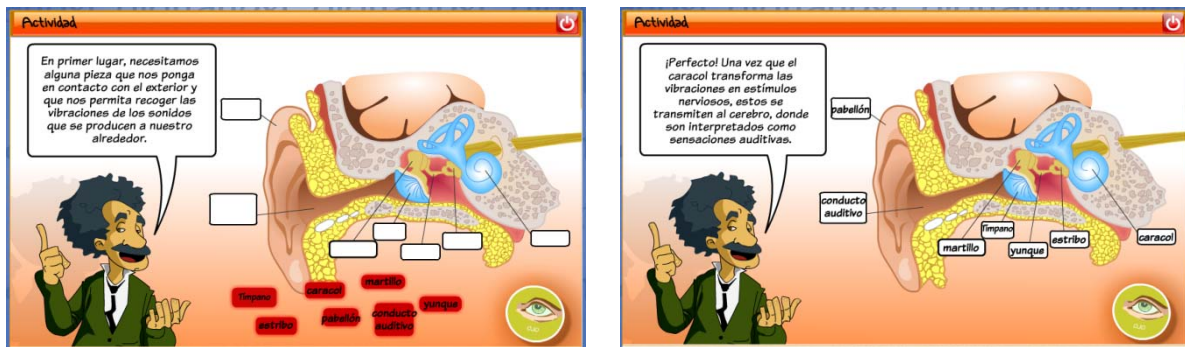 Actividad
En primer lugar, necesitamos
alguna pieza que nos ponga
en contacto con el exterior y
que nos permita recoger las
vibraciones de los sonidos
que se producen a nuestro
alrededor.
Tímpano
caracol
martillo
yunque
estribo
pabellón
conducto
auditivo
OJO
Actividad
¡Perfecto! Una vez que el
caracol transforma las
vibraciones en estímulos
nerviosos, estos se
transmiten al cerebro, donde
son interpretados como
sensaciones auditivas.
pabellón
conducto
auditivo
martillo
Tímpano
yunque
estribo
caracol
OJO